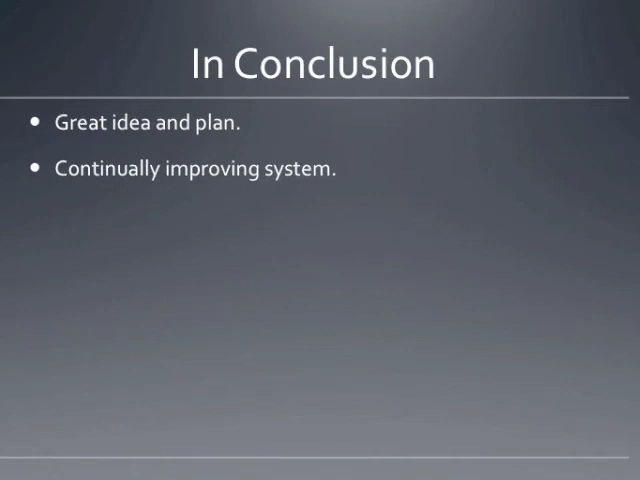 In Conclusion
Great idea and plan.
Continually improving system.